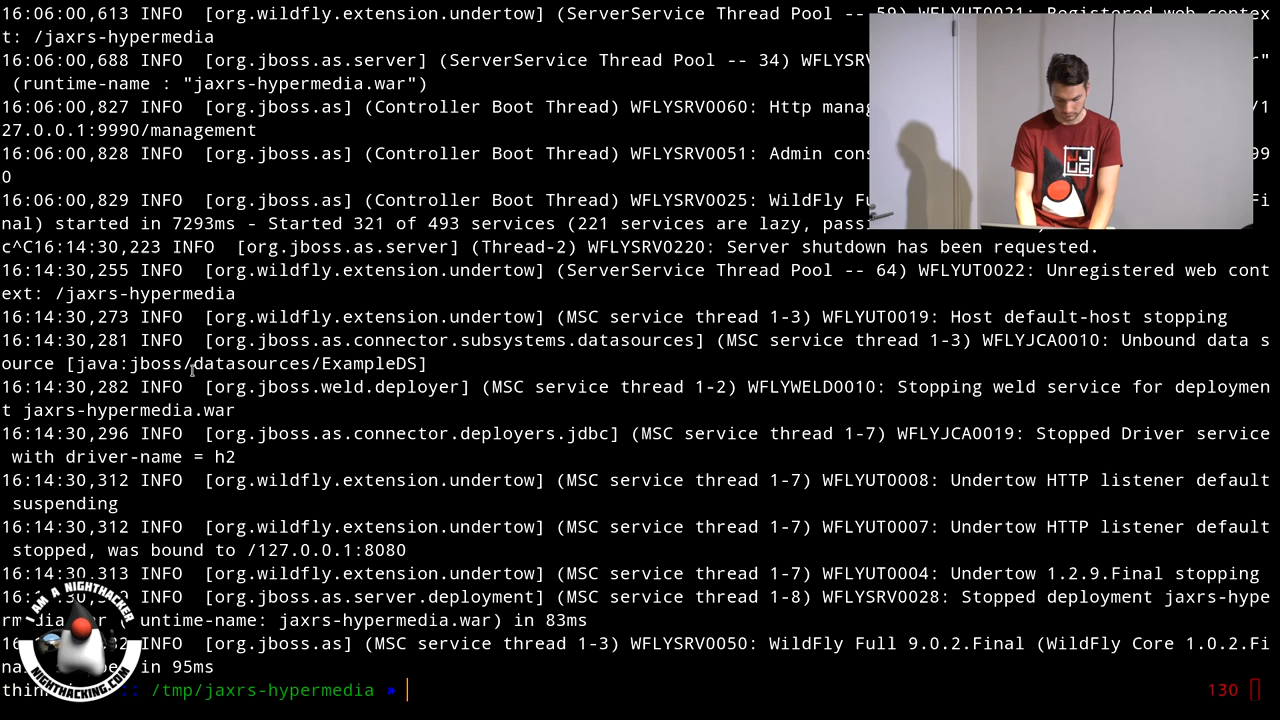 16:06:00,613 INFO  [org.wildfly.extension.undertow] (ServerService Thread Pool -- 59) WFLYUT0021: Registered web contex
t: /jaxrs-hypermedia
16:06:00,688 INFO  [org.jboss.as.server] (ServerService Thread Pool -- 34) WFLYSRV "
(runtime-name : "jaxrs-hypermedia.war")
16:06:00,827 INFO  [org.jboss.as] (Controller Boot Thread) WFLYSRV0060: Http manag /1
27.0.0.1:9990/management
16:06:00,828 INFO  [org.jboss.as] (Controller Boot Thread) WFLYSRV0051: Admin cons 99
0
16:06:00,829 INFO  [org.jboss.as] (Controller Boot Thread) WFLYSRV0025: WildFly Fu Fi
nal) started in 7293ms - Started 321 of 493 services (221 services are lazy, pass
c^C16:14:30,223 INFO  [org.jboss.as.server] (Thread-2) WFLYSRV0220: Server shutdown has been requested.
16:14:30,255 INFO  [org.wildfly.extension.undertow] (ServerService Thread Pool -- 64) WFLYUT0022: Unregistered web cont
ext: /jaxrs-hypermedia
16:14:30,273 INFO  [org.wildfly.extension.undertow] (MSC service thread 1-3) WFLYUT0019: Host default-host stopping
16:14:30,281 INFO  [org.jboss.as.connector.subsystems.datasources] (MSC service thread 1-3) WFLYJCA0010: Unbound data s
ource [java:jboss/datasources/ExampleDS]
16:14:30,282 INFO  [org.jboss.weld.deployer] (MSC service thread 1-2) WFLYWELD0010: Stopping weld service for deploymen
t jaxrs-hypermedia.war
16:14:30,296 INFO  [org.jboss.as.connector.deployers.jdbc] (MSC service thread 1-7) WFLYJCA0019: Stopped Driver service
with driver-name = h2
16:14:30,312 INFO  [org.wildfly.extension.undertow] (MSC service thread 1-7) WFLYUT0008: Undertow HTTP listener default
suspending
16:14:30,312 INFO  [org.wildfly.extension.undertow] (MSC service thread 1-7) WFLYUT0007: Undertow HTTP listener default
stopped, was bound to /127.0.0.1:8080
16:14:30,313 INFO  [org.wildfly.extension.undertow] (MSC service thread 1-7) WFLYUT0004: Undertow 1.2.9.Final stopping
INFO  [org.jboss.as.server.deployment] (MSC service thread 1-8) WFLYSRV0028: Stopped deployment jaxrs-hype
untime-name: jaxrs-hypermedia.war) in 83ms
INFO  [org.jboss.as] (MSC service thread 1-3) WFLYSRV0050: WildFly Full 9.0.2.Final (WildFly Core 1.0.2.Fi
in 95ms
:: /tmp/jaxrs-hypermedia » 130
JJUG
I AM A NIGHTHACKER
NIGHTHACKING.COM